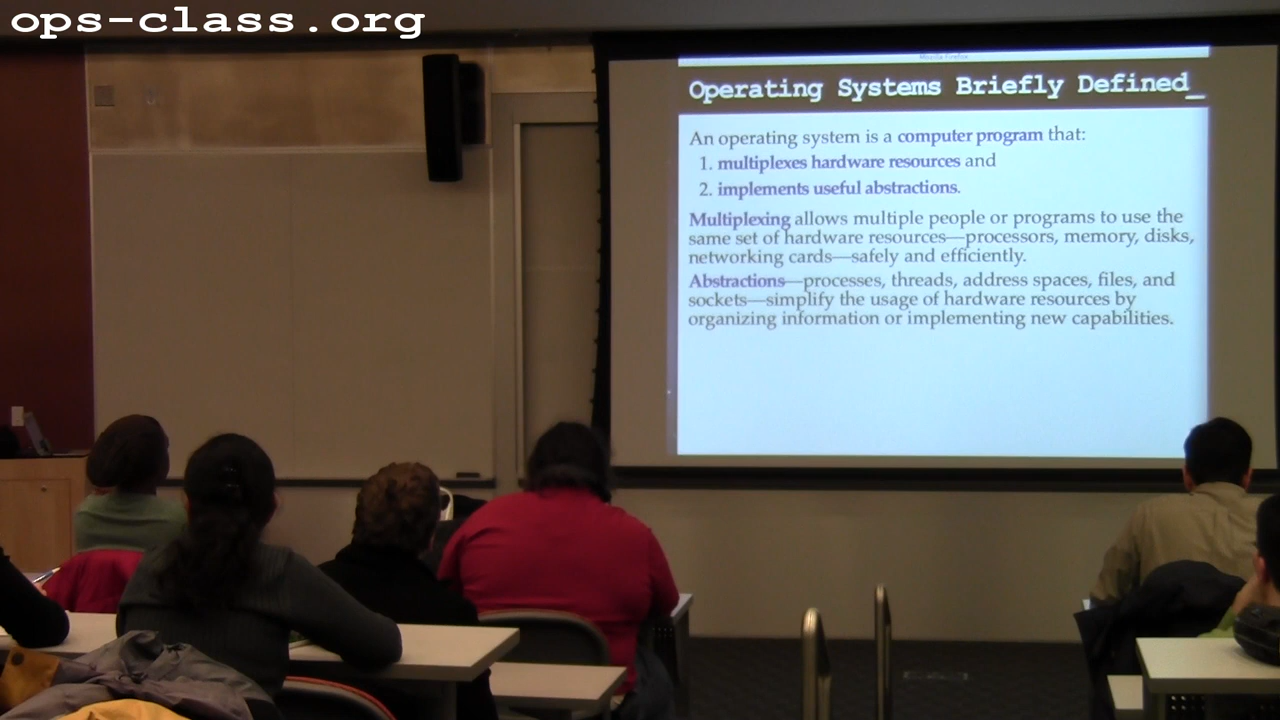 ops-class.org
Mozilla Firefox
Operating Systems Briefly Defined_
An operating system is a computer program that:
1. multiplexes hardware resources and
2. implements useful abstractions.
Multiplexing allows multiple people or programs to use the
same set of hardware resources—processors, memory, disks,
networking cards—safely and efficiently.
Abstractions—processes, threads, address spaces, files, and
sockets—simplify the usage of hardware resources by
organizing information or implementing new capabilities.